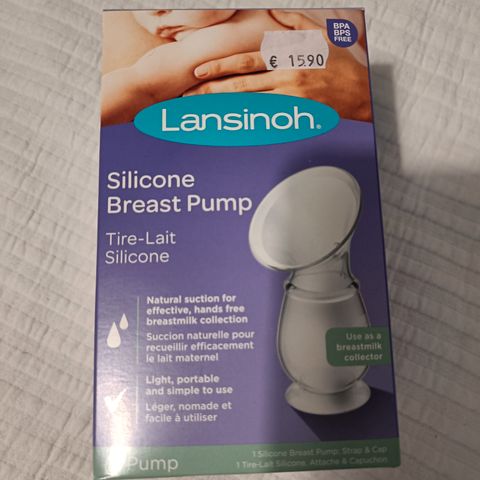 BPA
BPS
FREE
€ 15.90
Lansinoh®
Silicone
Breast Pump
Tire-Lait
Silicone
Natural suction for
effective, hands free
breastmilk collection
Succion naturelle pour
recueillir efficacement
le lait maternel
Use as a
breastmilk
collector
Light, portable
and simple to use
Léger, nomade et
facile à utiliser
Pump
1 Silicone Breast Pump, Strap & Cap
1 Tire-Lait Silicone, Attache & Capuchon